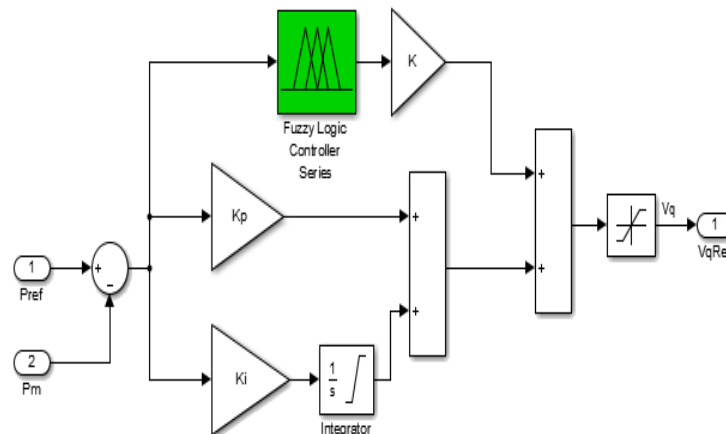 K
Fuzzy Logic
Controller
Series
+
Kp
+
+
Vq
1
VqRe
1
Pref
+
−
+
2
Pm
Ki
1
s
+
Integrator